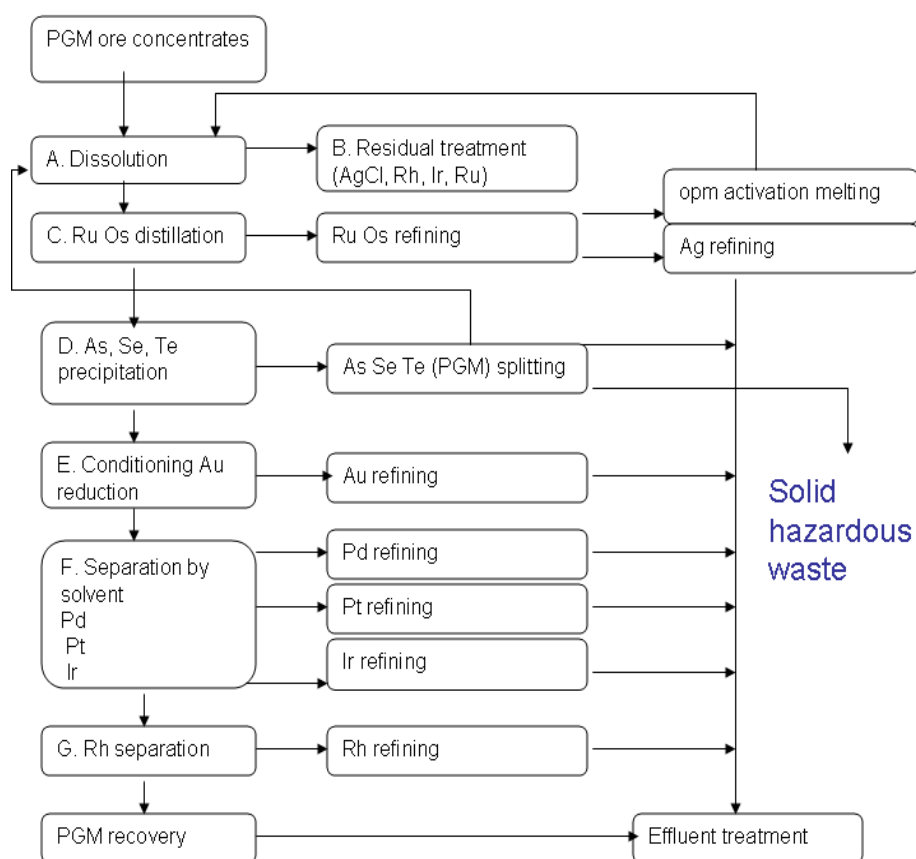 PGM ore concentrates
A. Dissolution
B. Residual treatment
(AgCl, Rh, Ir, Ru)
opm activation melting
C. Ru Os distillation
Ru Os refining
Ag refining
D. As, Se, Te
precipitation
As Se Te (PGM) splitting
E. Conditioning Au
reduction
Au refining
Solid
hazardous
waste
F. Separation by
solvent
Pd
Pt
Ir
Pd refining
Pt refining
Ir refining
G. Rh separation
Rh refining
PGM recovery
Effluent treatment